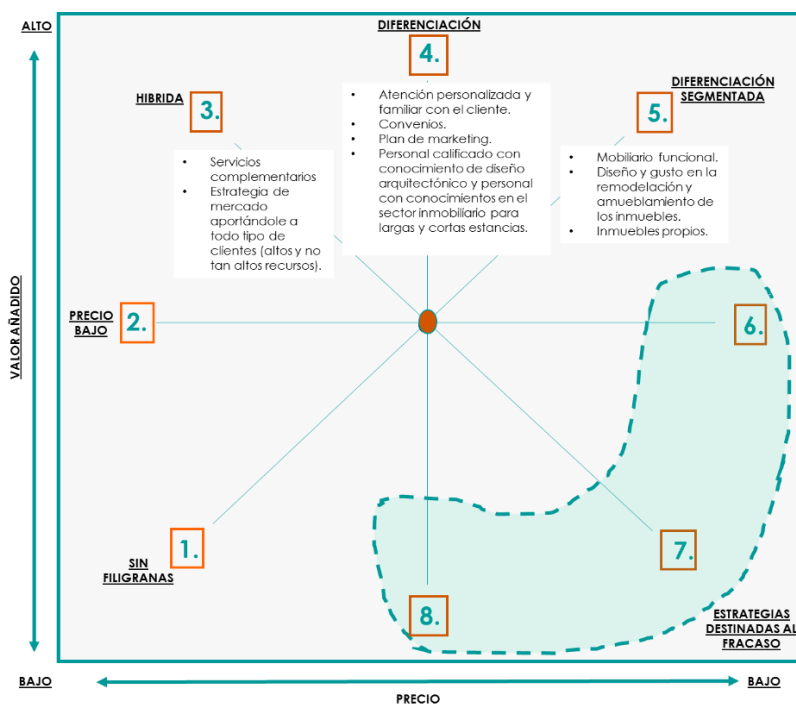 ALTO
DIFERENCIACIÓN
4.
HIBRIDA
3.
DIFERENCIACIÓN
SEGMENTADA
5.
• Atención personalizada y
familiar con el cliente.
• Convenios.
• Plan de marketing.
• Personal calificado con
conocimiento de diseño
arquitectónico y personal
con conocimientos en el
sector inmobiliario para
largas y cortas estancias.
• Servicios
complementarios
• Estrategia de
mercado
aportándole a
todo tipo de
clientes (altos y no
tan altos recursos).
• Mobiliario funcional.
• Diseño y gusto en la
remodelación y
amueblamiento de
los inmuebles.
• Inmuebles propios.
VALOR AÑADIDO
PRECIO
BAJO
2.
6.
1.
SIN
FILIGRANAS
7.
8.
ESTRATEGIAS
DESTINADAS AL
FRACASO
BAJO
PRECIO
BAJO